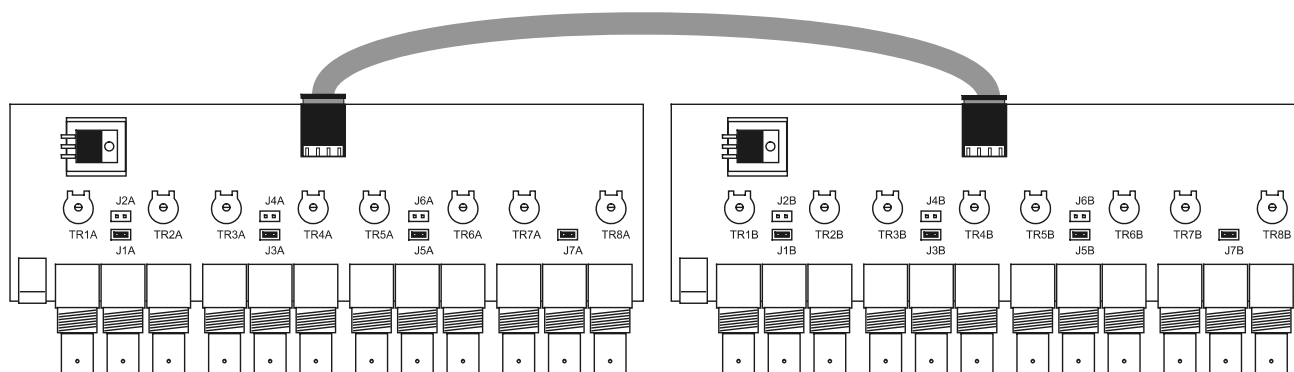 J2A J4A J6A J2B J4B J6B
TR1A TR2A TR3A TR4A TR5A TR6A TR7A TR8A TR1B TR2B TR3B TR4B TR5B TR6B TR7B TR8B
J1A J3A J5A J7A J1B J3B J5B J7B